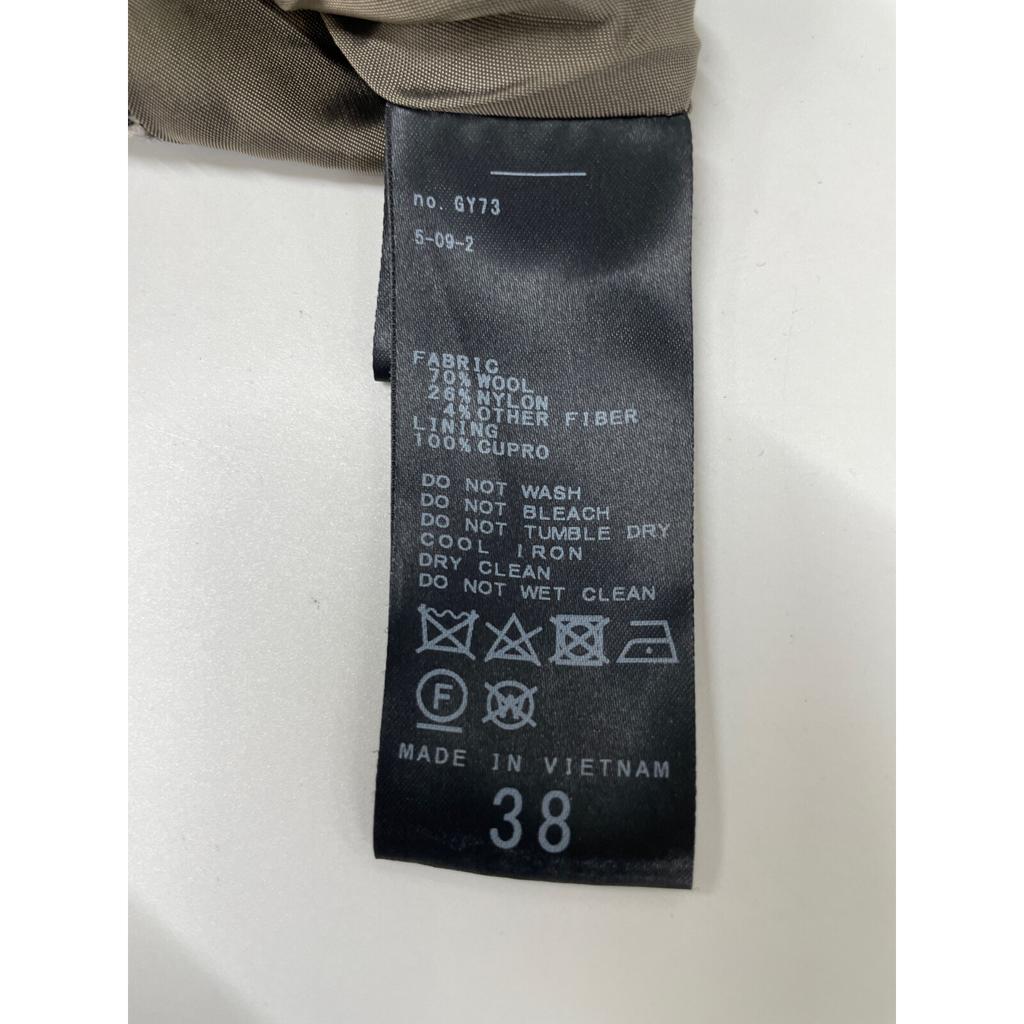 no. GY73
5-09-2
FABRIC
70% WOOL
26% NYLON
4% OTHER FIBER
LINING
100% CUPRO
DO NOT WASH
DO NOT BLEACH
DO NOT TUMBLE DRY
COOL IRON
DRY CLEAN
DO NOT WET CLEAN
F W
MADE IN VIETNAM
38